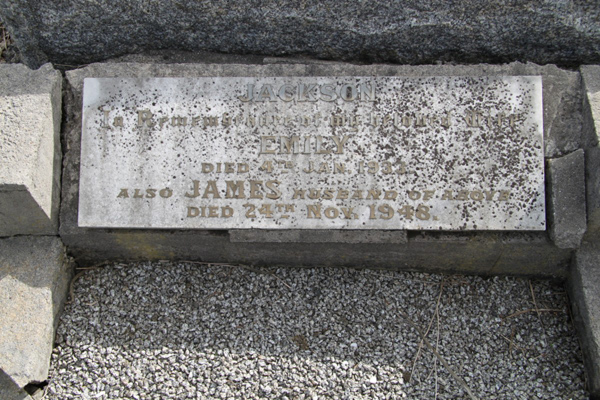 JACKSON
In Remembrance of my beloved Wife
EMILY
DIED 4TH JAN.
ALSO JAMES HUSBAND OF ABOVE
DIED 24TH NOV. 1948.